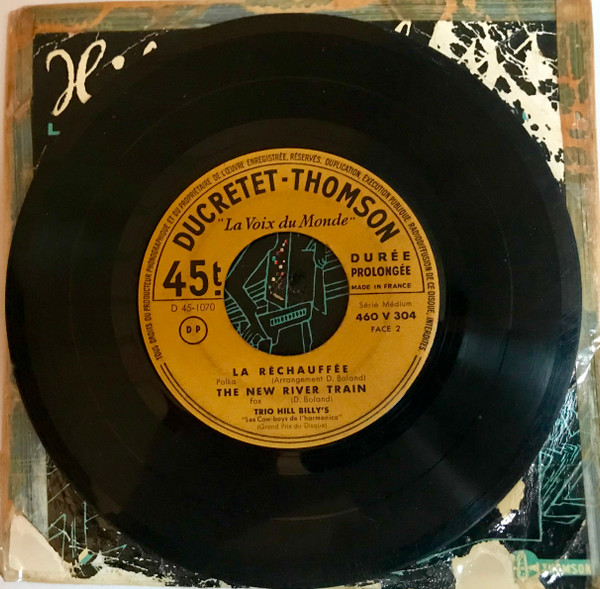 TOUS DROITS DU PRODUCTEUR PHONOGRAPHIQUE ET DU PROPRIÉTAIRE DE L'ŒUVRE ENREGISTRÉE, RÉSERVÉS. DUPLICATION, EXÉCUTION PUBLIQUE, RADIODIFFUSION DE CE DISQUE, INTERDITES.
DUCRETET-THOMSON
"La Voix du Monde"
45t.
DURÉE
PROLONGÉE
MADE IN FRANCE
D 45-1070
Série Médium
460 V 304
FACE 2
DP
LA RÉCHAUFFÉE
Polka (Arrangement D. Boland)
THE NEW RIVER TRAIN
Fox (D. Boland)
TRIO HILL BILLY'S
"Les Cow-boys de l'harmonica"
(Grand Prix du Disque)
THOMSON